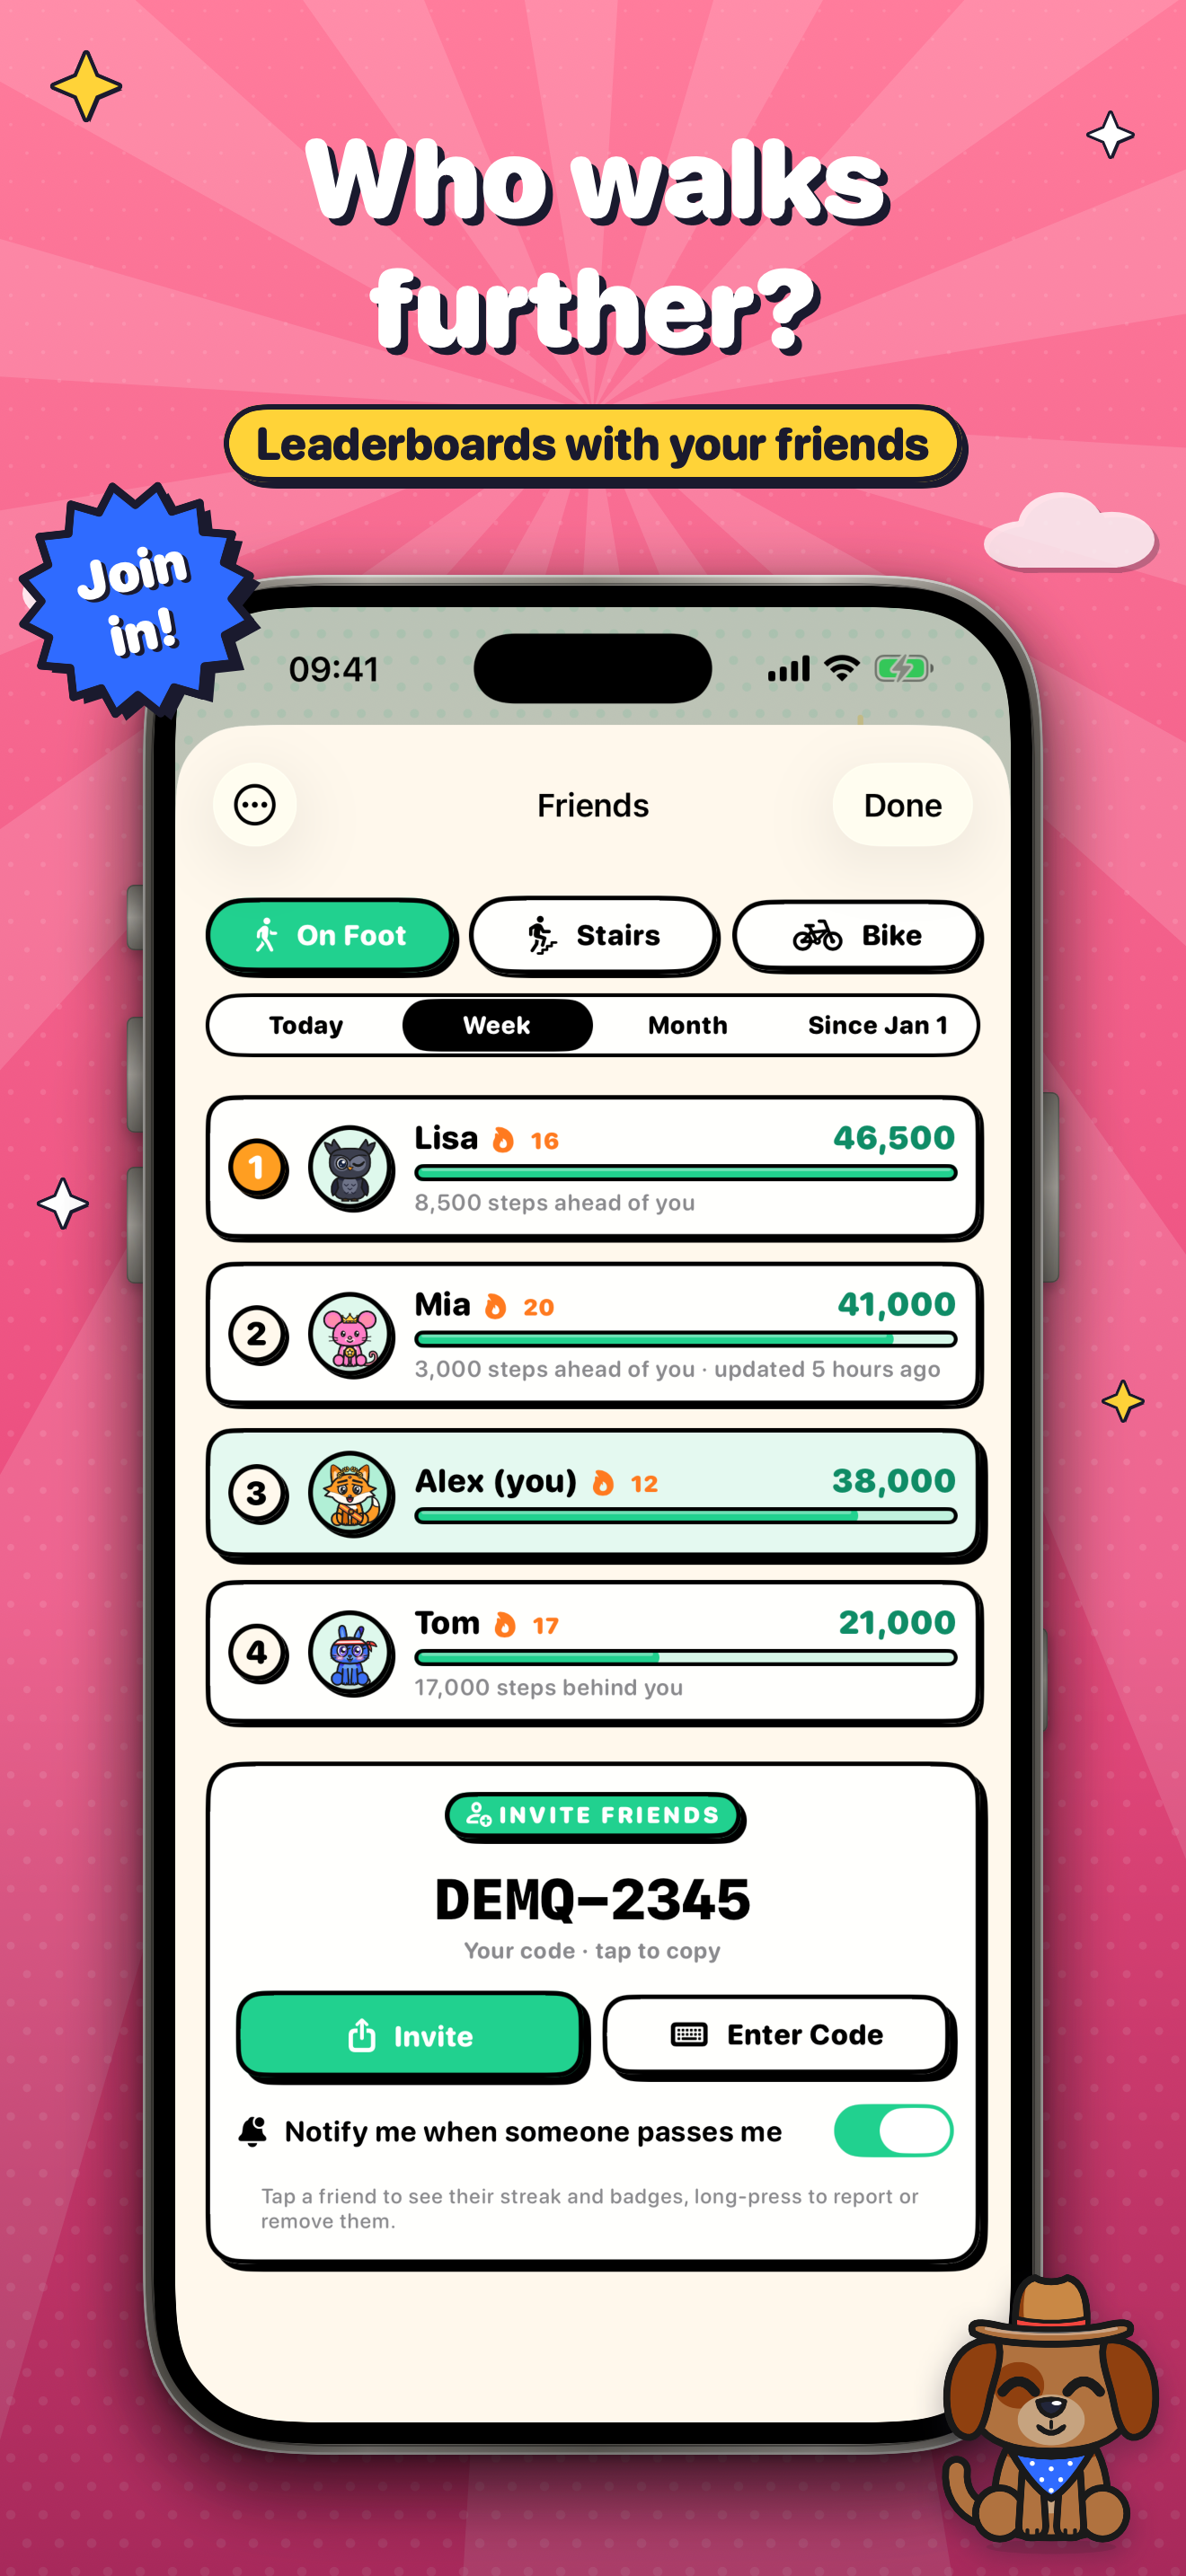 Who walks
further?
Leaderboards with your friends
Join
in!
09:41
Friends
Done
On Foot
Stairs
Bike
Today
Week
Month
Since Jan 1
1
Lisa 16
46,500
8,500 steps ahead of you
2
Mia 20
41,000
3,000 steps ahead of you · updated 5 hours ago
3
Alex (you) 12
38,000
4
Tom 17
21,000
17,000 steps behind you
INVITE FRIENDS
DEMQ–2345
Your code · tap to copy
Invite
Enter Code
Notify me when someone passes me
Tap a friend to see their streak and badges, long-press to report or
remove them.